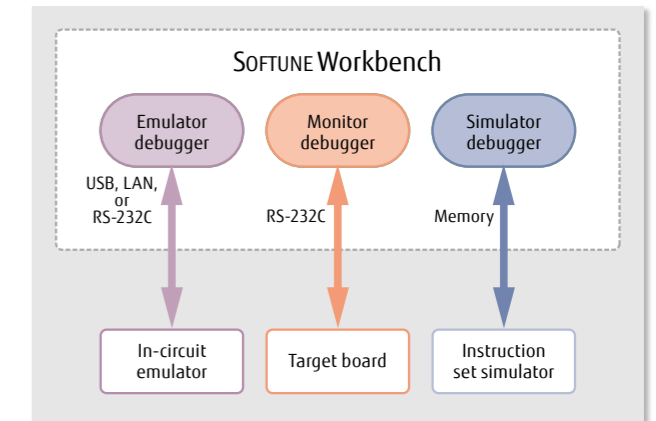 SOFTUNE Workbench
Emulator
debugger
Monitor
debugger
Simulator
debugger
USB, LAN,
or
RS-232C
RS-232C
Memory
In-circuit
emulator
Target board
Instruction
set simulator